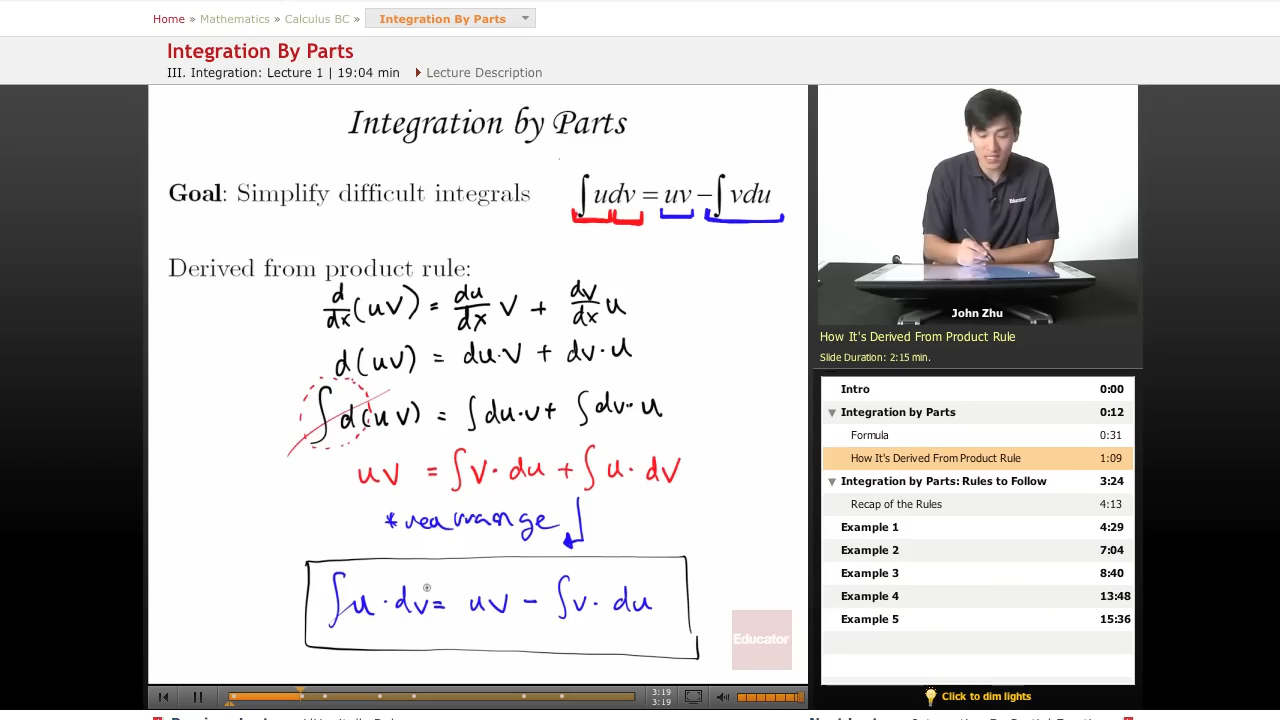 Home » Mathematics » Calculus BC » Integration By Parts
Integration By Parts
III. Integration: Lecture 1 | 19:04 min Lecture Description
Integration by Parts
Goal: Simplify difficult integrals ∫udv = uv − ∫vdu
Derived from product rule:
d/dx (uv) = du/dx v + dv/dx u
d(uv) = du·v + dv·u
∫d(uv) = ∫du·v + ∫dv·u
uv = ∫v·du + ∫u·dv
*rearrange
∫u·dv = uv − ∫v·du
Educator
Educator
John Zhu
How It's Derived From Product Rule
Slide Duration: 2:15 min.
Intro 0:00
Integration by Parts 0:12
Formula 0:31
How It's Derived From Product Rule 1:09
Integration by Parts: Rules to Follow 3:24
Recap of the Rules 4:13
Example 1 4:29
Example 2 7:04
Example 3 8:40
Example 4 13:48
Example 5 15:36
3:19
3:19
Click to dim lights